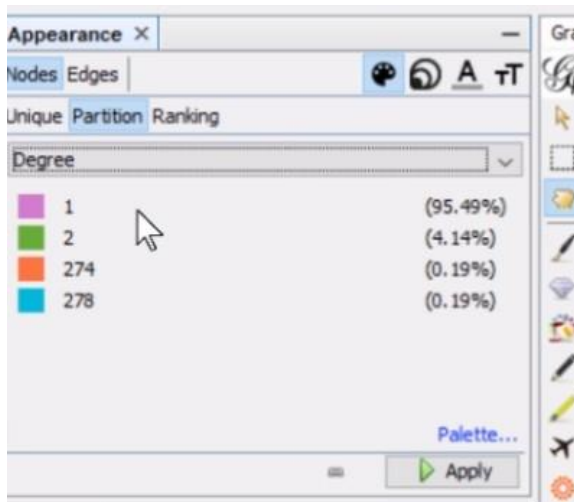 Appearance
Gra
Nodes Edges
A TT
Unique Partition Ranking
Degree
1 (95.49%)
2 (4.14%)
274 (0.19%)
278 (0.19%)
Palette...
Apply